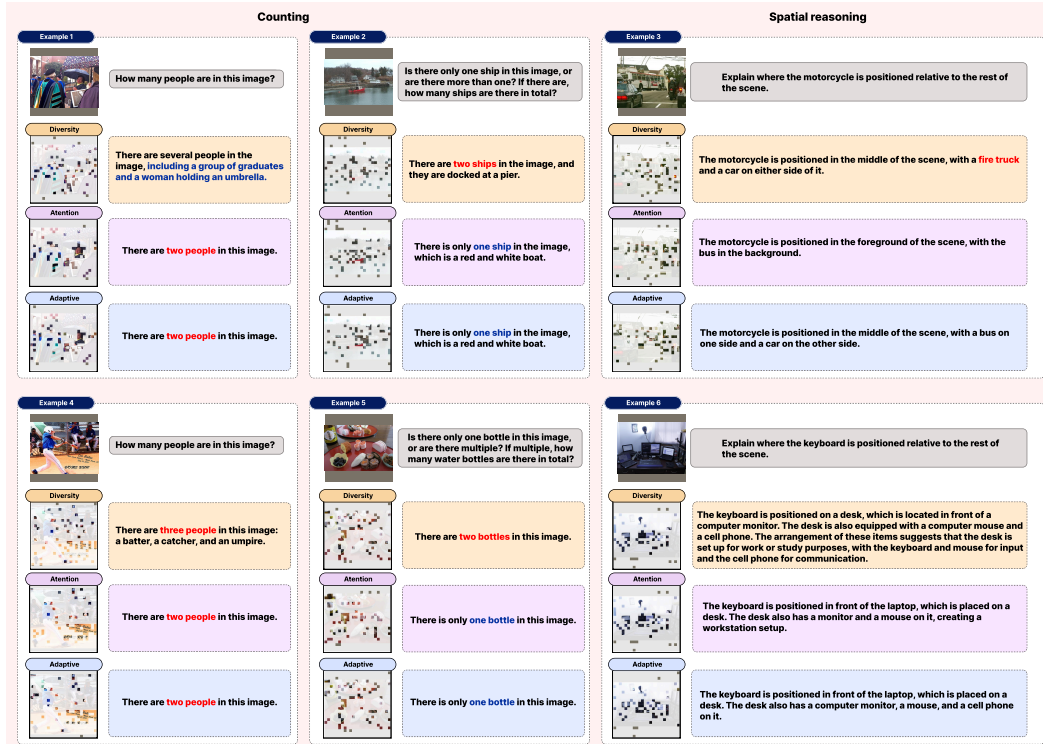 Counting
Example 1
How many people are in this image?
Diversity
There are several people in the
image, including a group of graduates
and a woman holding an umbrella.
Atention
There are two people in this image.
Adaptive
There are two people in this image.
Example 2
Is there only one ship in this image, or
are there more than one? If there are,
how many ships are there in total?
Diversity
There are two ships in the image, and
they are docked at a pier.
Atention
There is only one ship in the image,
which is a red and white boat.
Adaptive
There is only one ship in the image,
which is a red and white boat.
Spatial reasoning
Example 3
Explain where the motorcycle is positioned relative to the rest of
the scene.
Diversity
The motorcycle is positioned in the middle of the scene, with a fire truck
and a car on either side of it.
Atention
The motorcycle is positioned in the foreground of the scene, with the
bus in the background.
Adaptive
The motorcycle is positioned in the middle of the scene, with a bus on
one side and a car on the other side.
Example 4
How many people are in this image?
Diversity
There are three people in this image:
a batter, a catcher, and an umpire.
Atention
There are two people in this image.
Adaptive
There are two people in this image.
Example 5
Is there only one bottle in this image,
or are there multiple? If multiple, how
many water bottles are there in total?
Diversity
There are two bottles in this image.
Atention
There is only one bottle in this image.
Adaptive
There is only one bottle in this image.
Example 6
Explain where the keyboard is positioned relative to the rest of
the scene.
Diversity
The keyboard is positioned on a desk, which is located in front of a
computer monitor. The desk is also equipped with a computer mouse and
a cell phone. The arrangement of these items suggests that the desk is
set up for work or study purposes, with the keyboard and mouse for input
and the cell phone for communication.
Atention
The keyboard is positioned in front of the laptop, which is placed on a
desk. The desk also has a monitor and a mouse on it, creating a
workstation setup.
Adaptive
The keyboard is positioned in front of the laptop, which is placed on a
desk. The desk also has a computer monitor, a mouse, and a cell phone
on it.